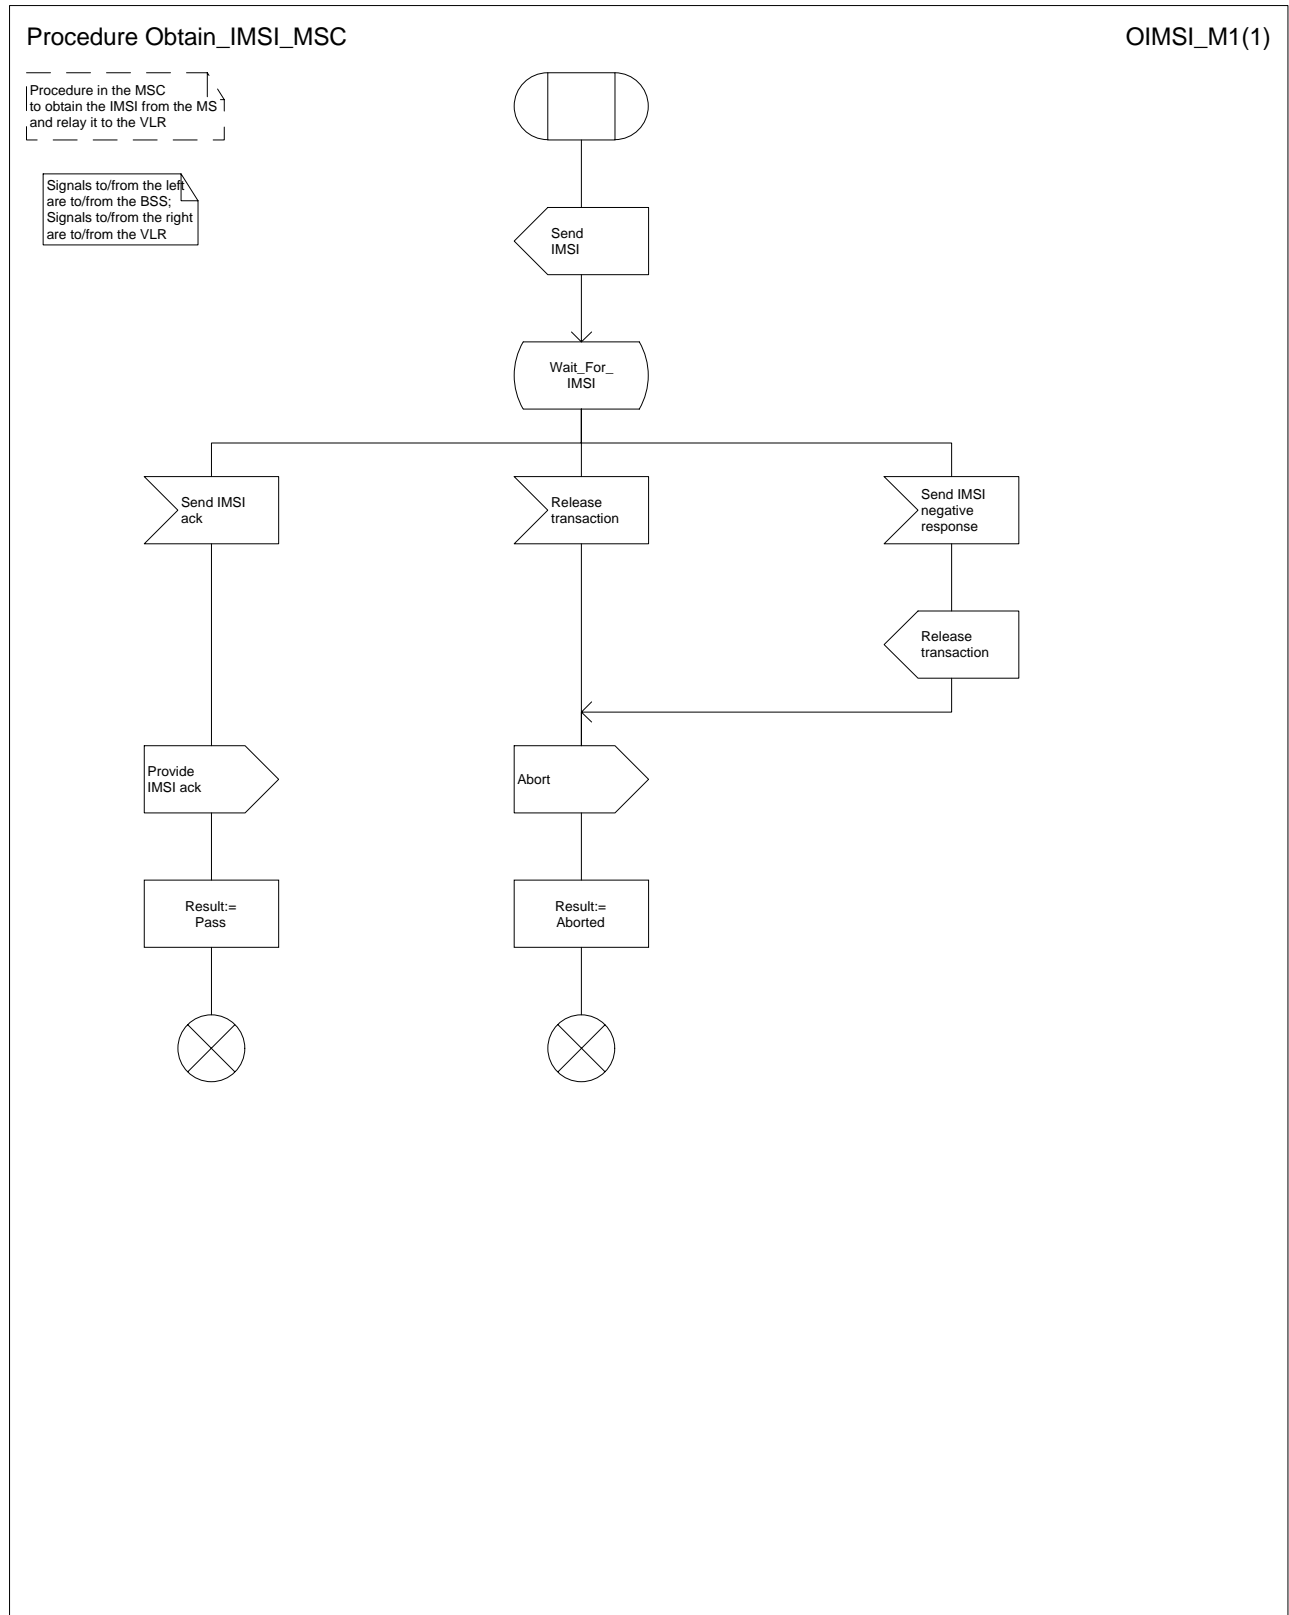 Procedure Obtain_IMSI_MSC
OIMSI_M1(1)
Procedure in the MSC
to obtain the IMSI from the MS
and relay it to the VLR
Signals to/from the left
are to/from the BSS;
Signals to/from the right
are to/from the VLR
Send
IMSI
Wait_For_
IMSI
Send IMSI
ack
Release
transaction
Send IMSI
negative
response
Release
transaction
Provide
IMSI ack
Abort
Result:=
Pass
Result:=
Aborted